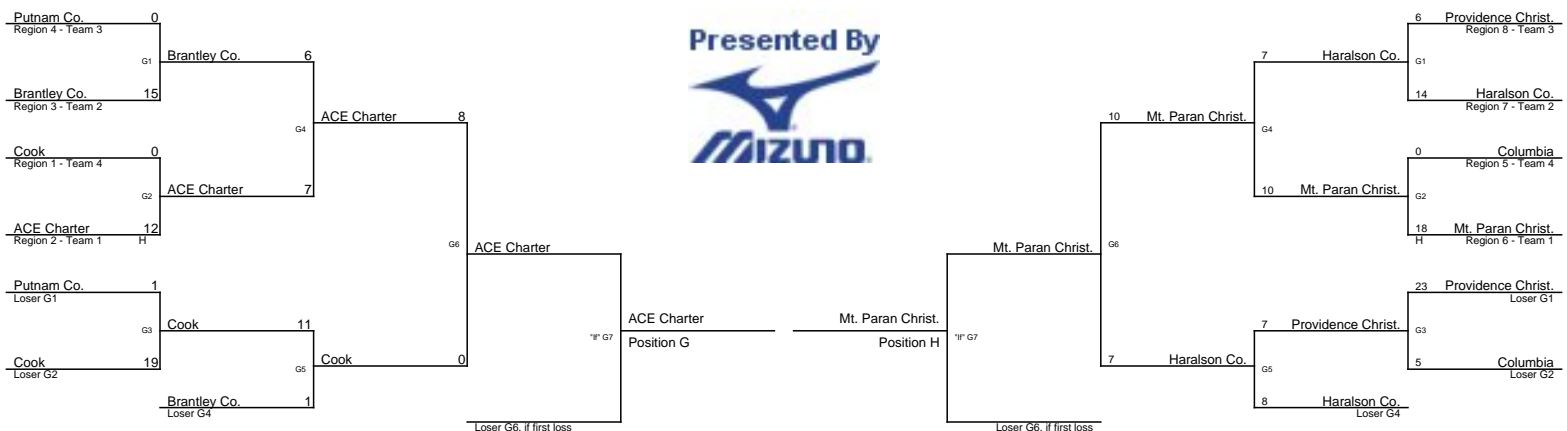 Putnam Co. 0
Region 4 - Team 3
G1
Brantley Co. 6
Brantley Co. 15
Region 3 - Team 2
G4
ACE Charter 8
Cook 0
Region 1 - Team 4
G2
ACE Charter 7
ACE Charter 12
Region 2 - Team 1 H
G6
ACE Charter
Putnam Co. 1
Loser G1
G3
Cook 11
Cook 19
Loser G2
G5
Cook 0
Brantley Co. 1
Loser G4
"If" G7
Loser G6, if first loss
ACE Charter
Position G
Presented By
MIZUNO
6 Providence Christ.
Region 8 - Team 3
7 Haralson Co.
G1
14 Haralson Co.
Region 7 - Team 2
10 Mt. Paran Christ.
G4
0 Columbia
Region 5 - Team 4
10 Mt. Paran Christ.
G2
18 Mt. Paran Christ.
H Region 6 - Team 1
Mt. Paran Christ.
G6
23 Providence Christ.
Loser G1
7 Providence Christ.
G3
5 Columbia
Loser G2
7 Haralson Co.
G5
8 Haralson Co.
Loser G4
Mt. Paran Christ.
Position H
"If" G7
Loser G6, if first loss